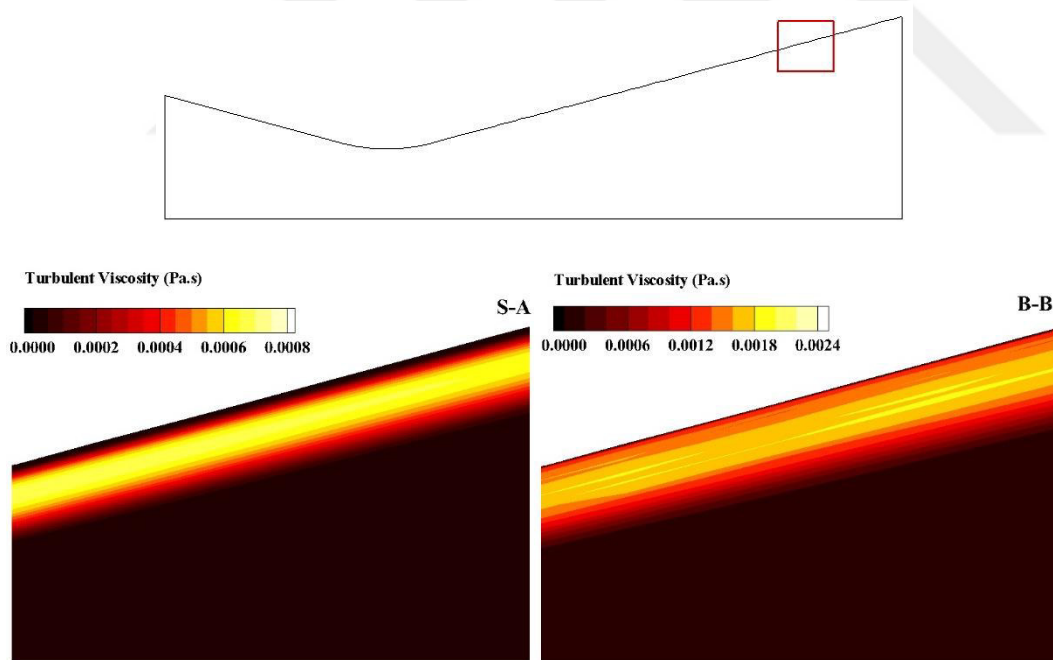 Turbulent Viscosity (Pa.s)
S-A
0.0000 0.0002 0.0004 0.0006 0.0008
Turbulent Viscosity (Pa.s)
B-B
0.0000 0.0006 0.0012 0.0018 0.0024